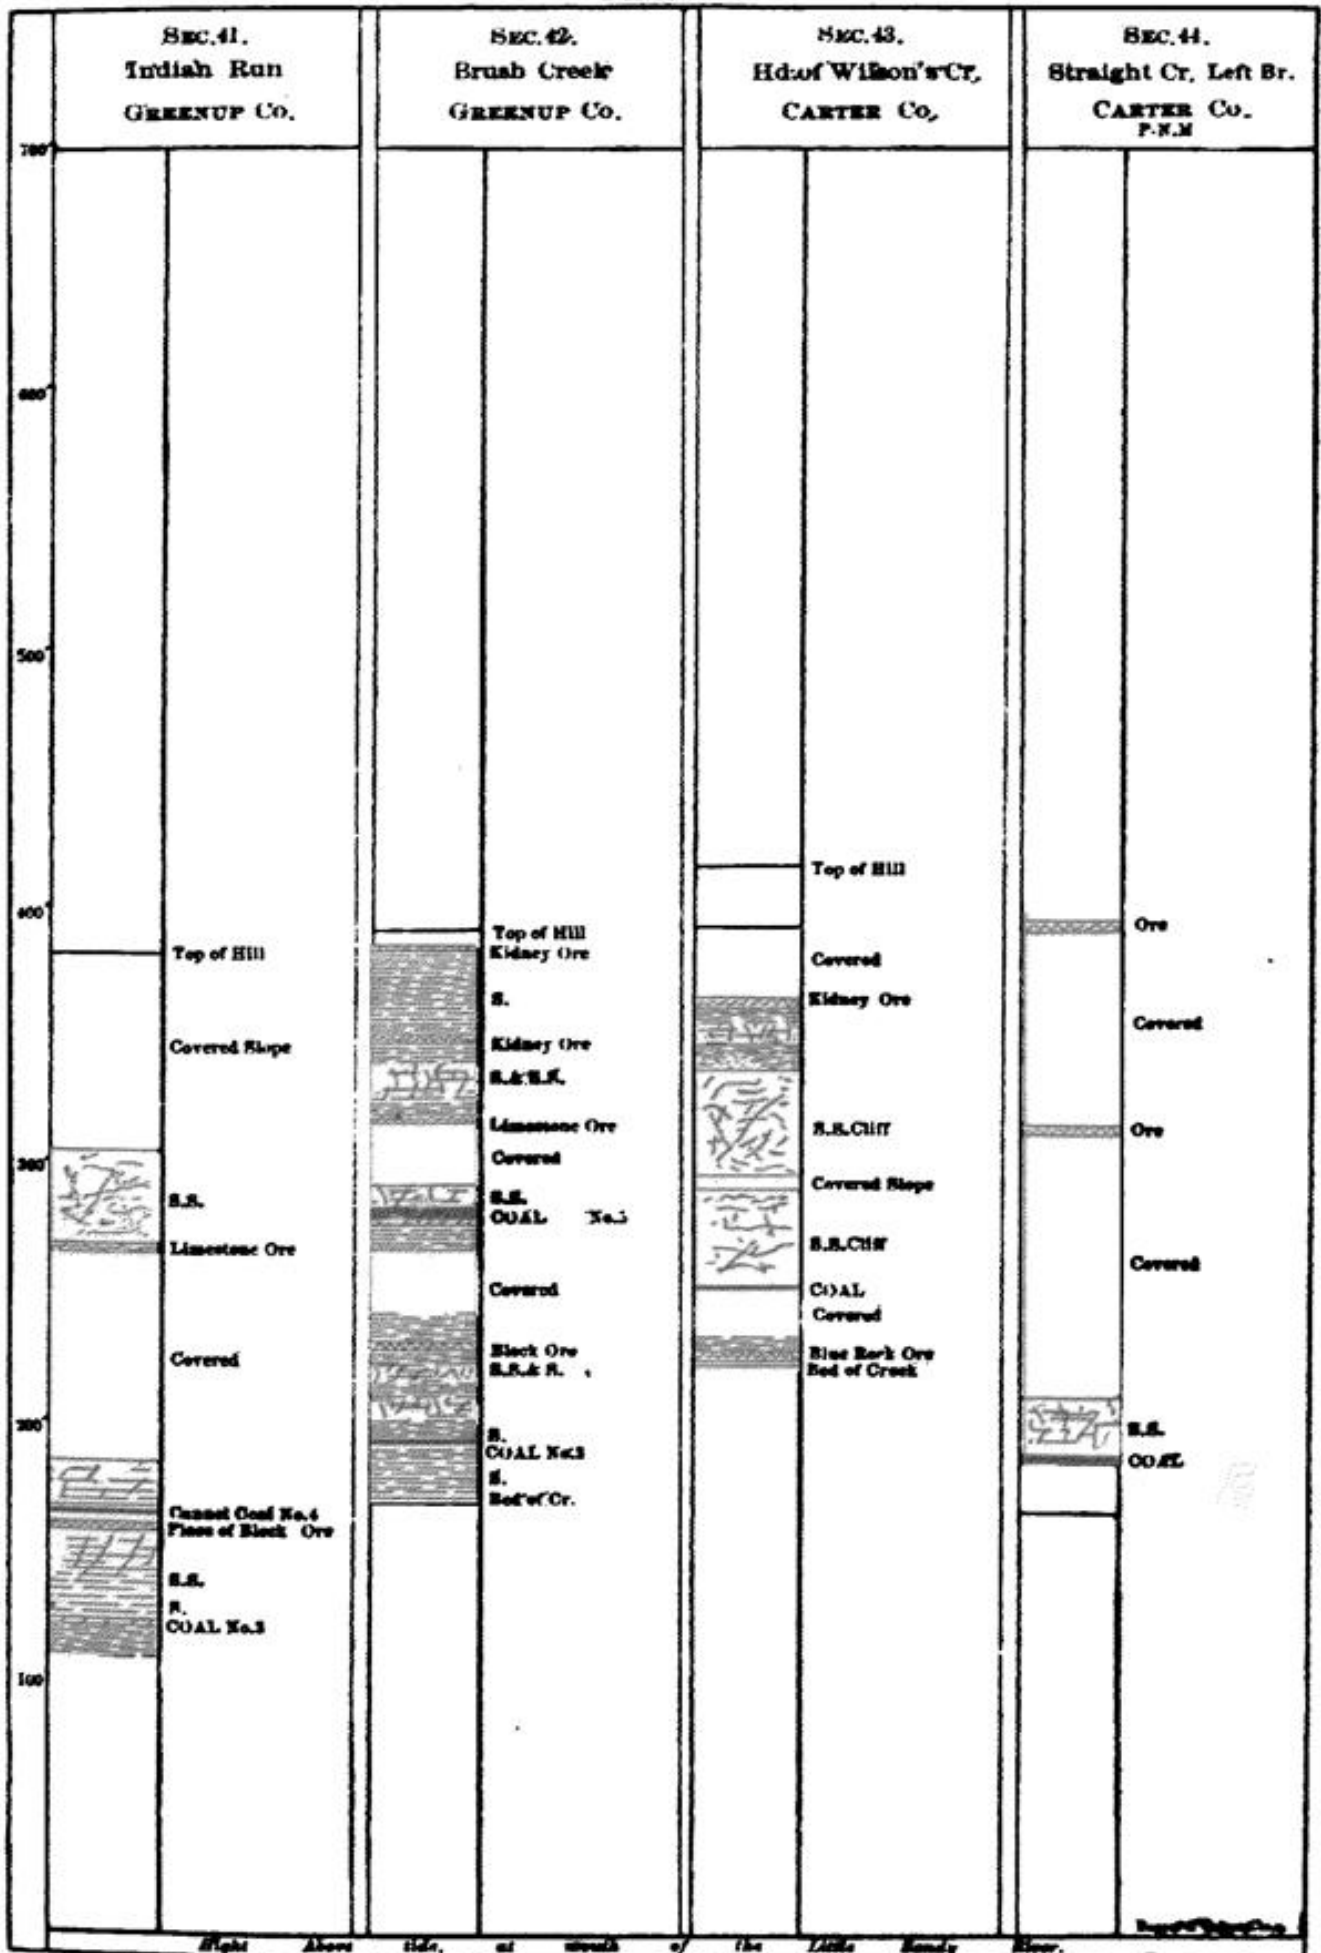 SEC. 41.
Indian Run
GREENUP CO.
SEC. 42.
Brush Creek
GREENUP CO.
SEC. 43.
Hd. of Wilson's Cr,
CARTER CO,
SEC. 44.
Straight Cr, Left Br.
CARTER CO.
P.N.M
700'
600'
500'
400'
300'
200'
100'
Top of Hill
Covered Slope
S.S.
Limestone Ore
Covered
Cannel Coal No.4
Place of Block Ore
S.S.
S.
COAL No.3
Top of Hill
Kidney Ore
S.
Kidney Ore
S. & S.S.
Limestone Ore
Covered
S.S.
COAL No.5
Covered
Block Ore
S.S. & S.
S.
COAL No.3
S.
Bed of Cr.
Top of Hill
Covered
Kidney Ore
S.S. Cliff
Covered Slope
S.S. Cliff
COAL
Covered
Blue Rock Ore
Bed of Creek
Ore
Covered
Ore
Covered
S.S.
COAL
Hight Above tide, at mouth of the Little Sandy River.